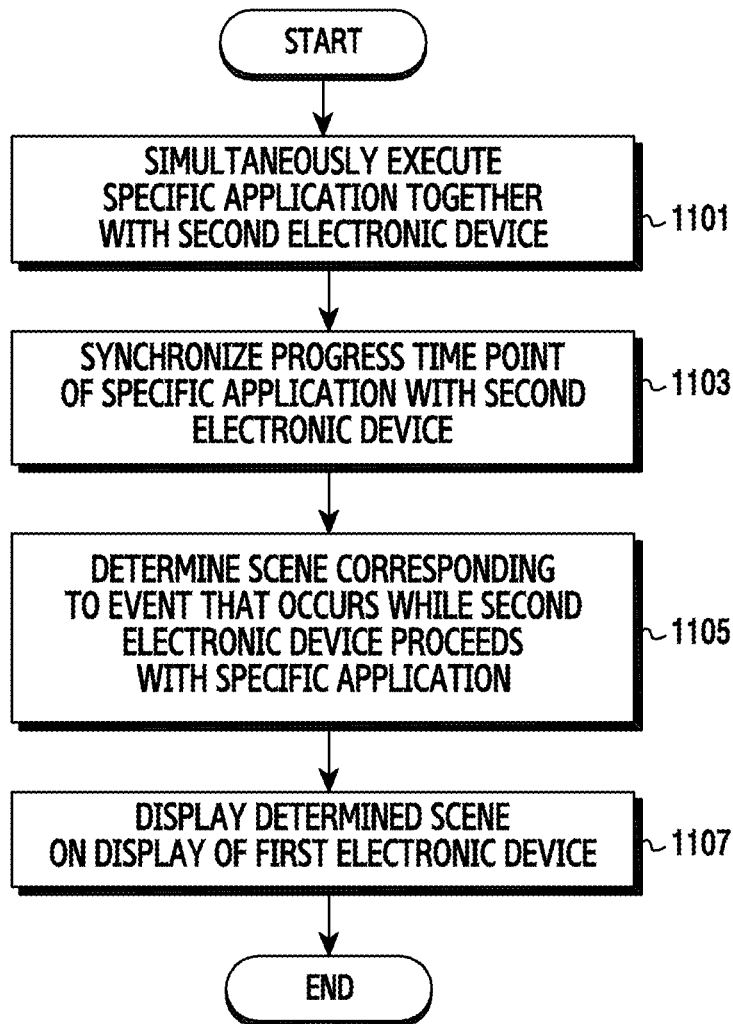 START
SIMULTANEOUSLY EXECUTE
SPECIFIC APPLICATION TOGETHER
WITH SECOND ELECTRONIC DEVICE
1101
SYNCHRONIZE PROGRESS TIME POINT
OF SPECIFIC APPLICATION WITH SECOND
ELECTRONIC DEVICE
1103
DETERMINE SCENE CORRESPONDING
TO EVENT THAT OCCURS WHILE SECOND
ELECTRONIC DEVICE PROCEEDS
WITH SPECIFIC APPLICATION
1105
DISPLAY DETERMINED SCENE
ON DISPLAY OF FIRST ELECTRONIC DEVICE
1107
END